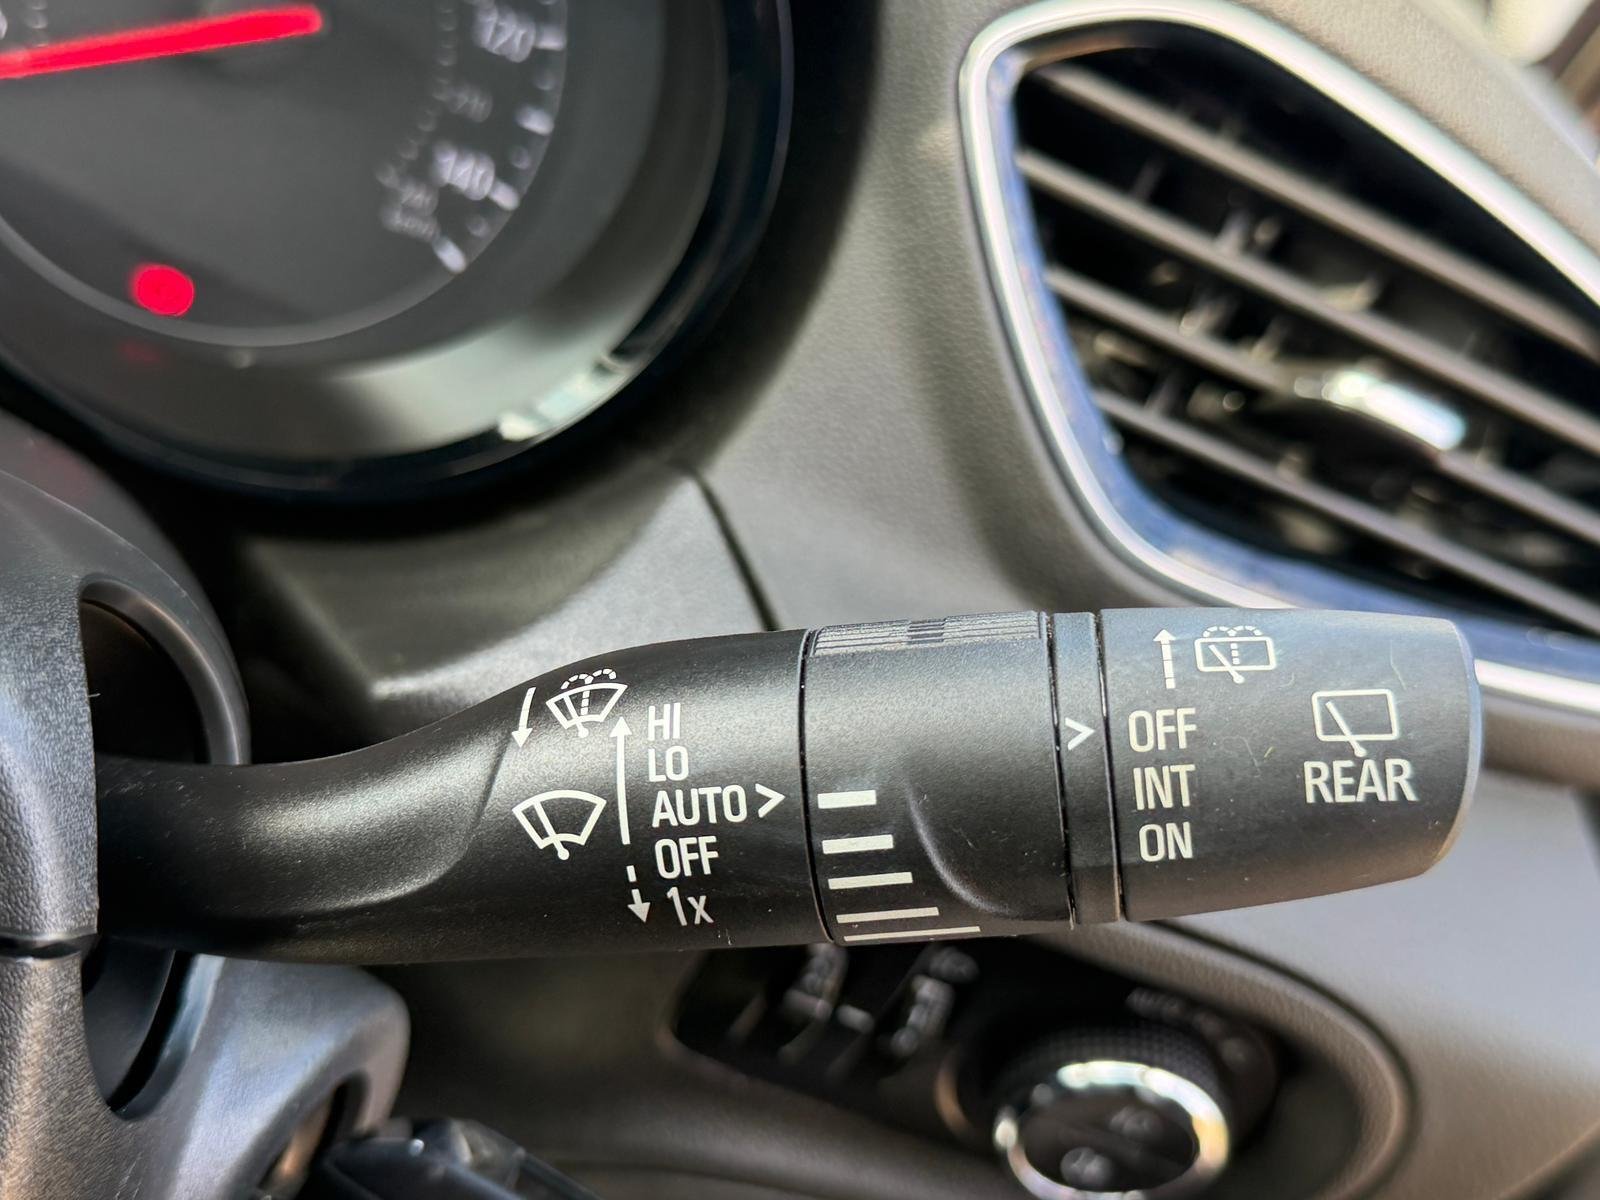 120
140
HI
LO
AUTO >
OFF
1x
>
OFF
INT
ON
REAR